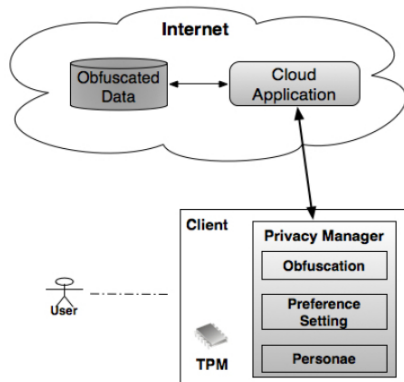 Internet
Obfuscated
Data
Cloud
Application
Client
Privacy Manager
Obfuscation
Preference
Setting
Personae
User
TPM